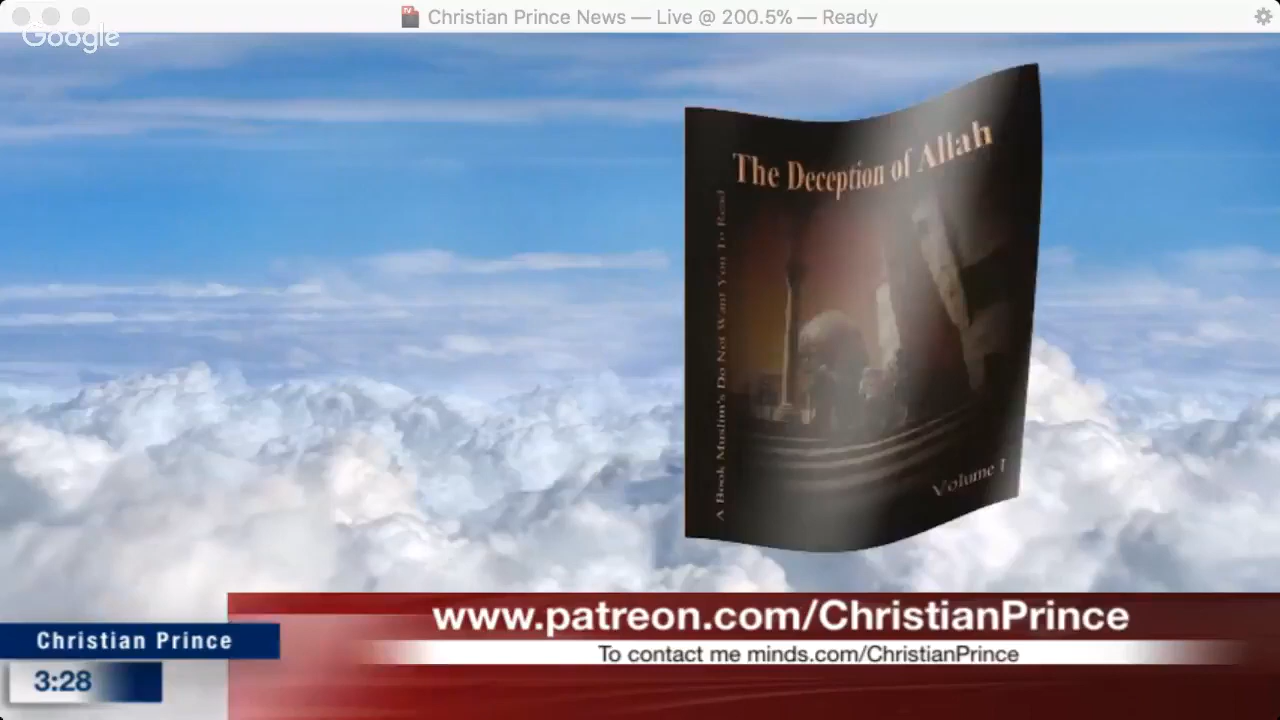 Christian Prince News — Live @ 200.5% — Ready
Google
The Deception of Allah
A Book Muslim's Do Not Want You To Read
Volume I
www.patreon.com/ChristianPrince
Christian Prince
To contact me minds.com/ChristianPrince
3:28